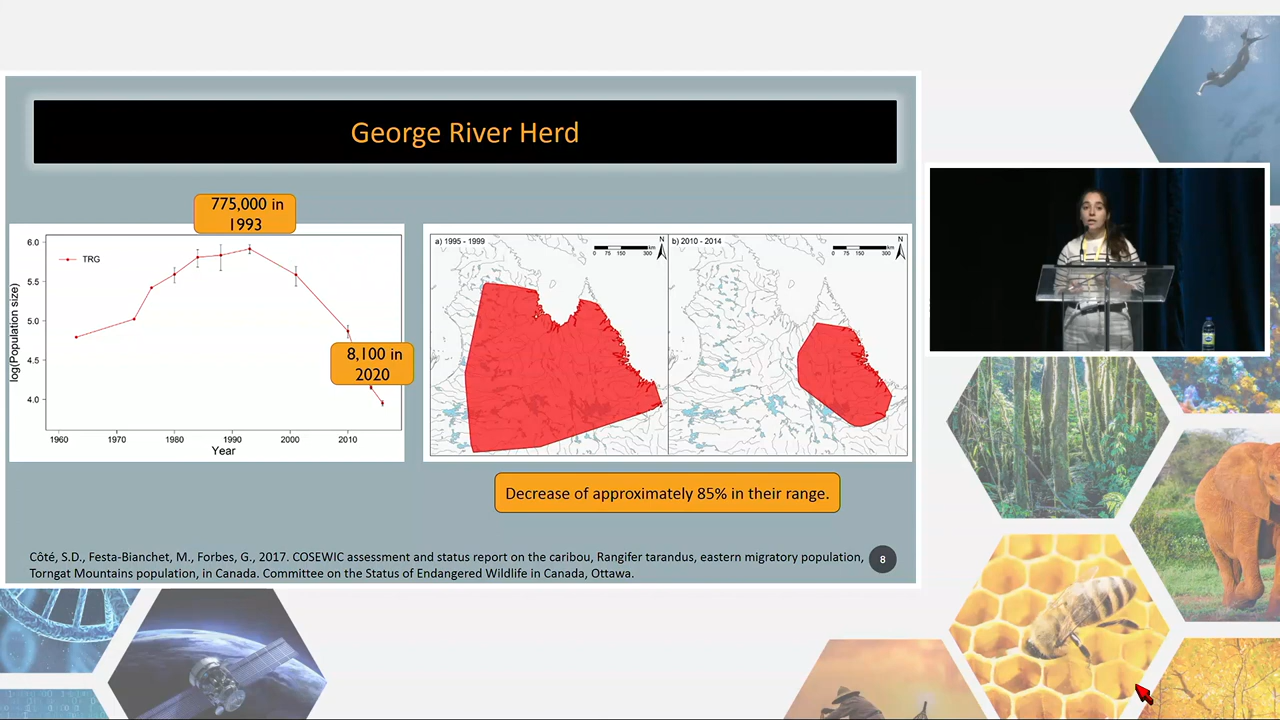 George River Herd
775,000 in
1993
6.0
5.5
5.0
4.5
4.0
log(Population size)
TRG
8,100 in
2020
1960
1970
1980
1990
2000
2010
Year
a) 1995 - 1999
km
0 75 150 300
N
b) 2010 - 2014
km
0 75 150 300
N
Decrease of approximately 85% in their range.
Côté, S.D., Festa-Bianchet, M., Forbes, G., 2017. COSEWIC assessment and status report on the caribou, Rangifer tarandus, eastern migratory population,
Torngat Mountains population, in Canada. Committee on the Status of Endangered Wildlife in Canada, Ottawa.
8